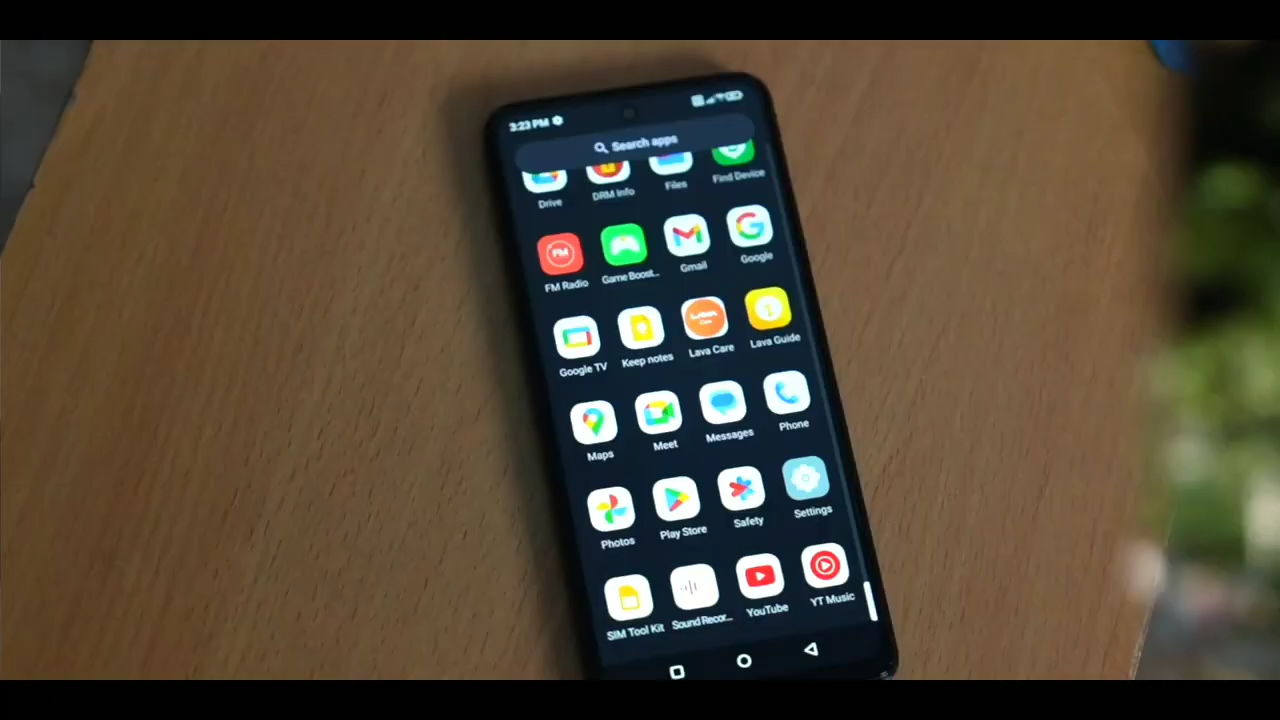 3:23 PM
Search apps
Drive DRM Info Files Find Device
FM
FM Radio Game Boost... Gmail Google
LAVA
Google TV Keep notes Lava Care Lava Guide
Maps Meet Messages Phone
Photos Play Store Safety Settings
SIM Tool Kit Sound Recor... YouTube YT Music